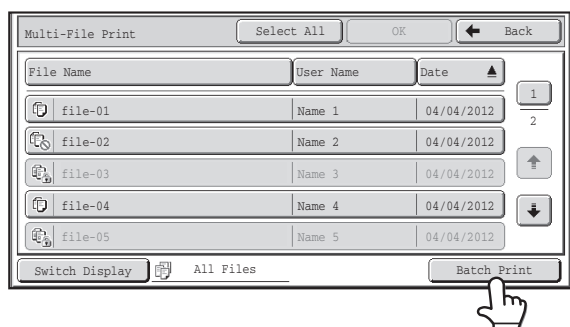 Multi-File Print Select All OK Back
File Name User Name Date
file-01 Name 1 04/04/2012
1
2
file-02 Name 2 04/04/2012
file-03 Name 3 04/04/2012
file-04 Name 4 04/04/2012
file-05 Name 5 04/04/2012
Switch Display All Files Batch Print